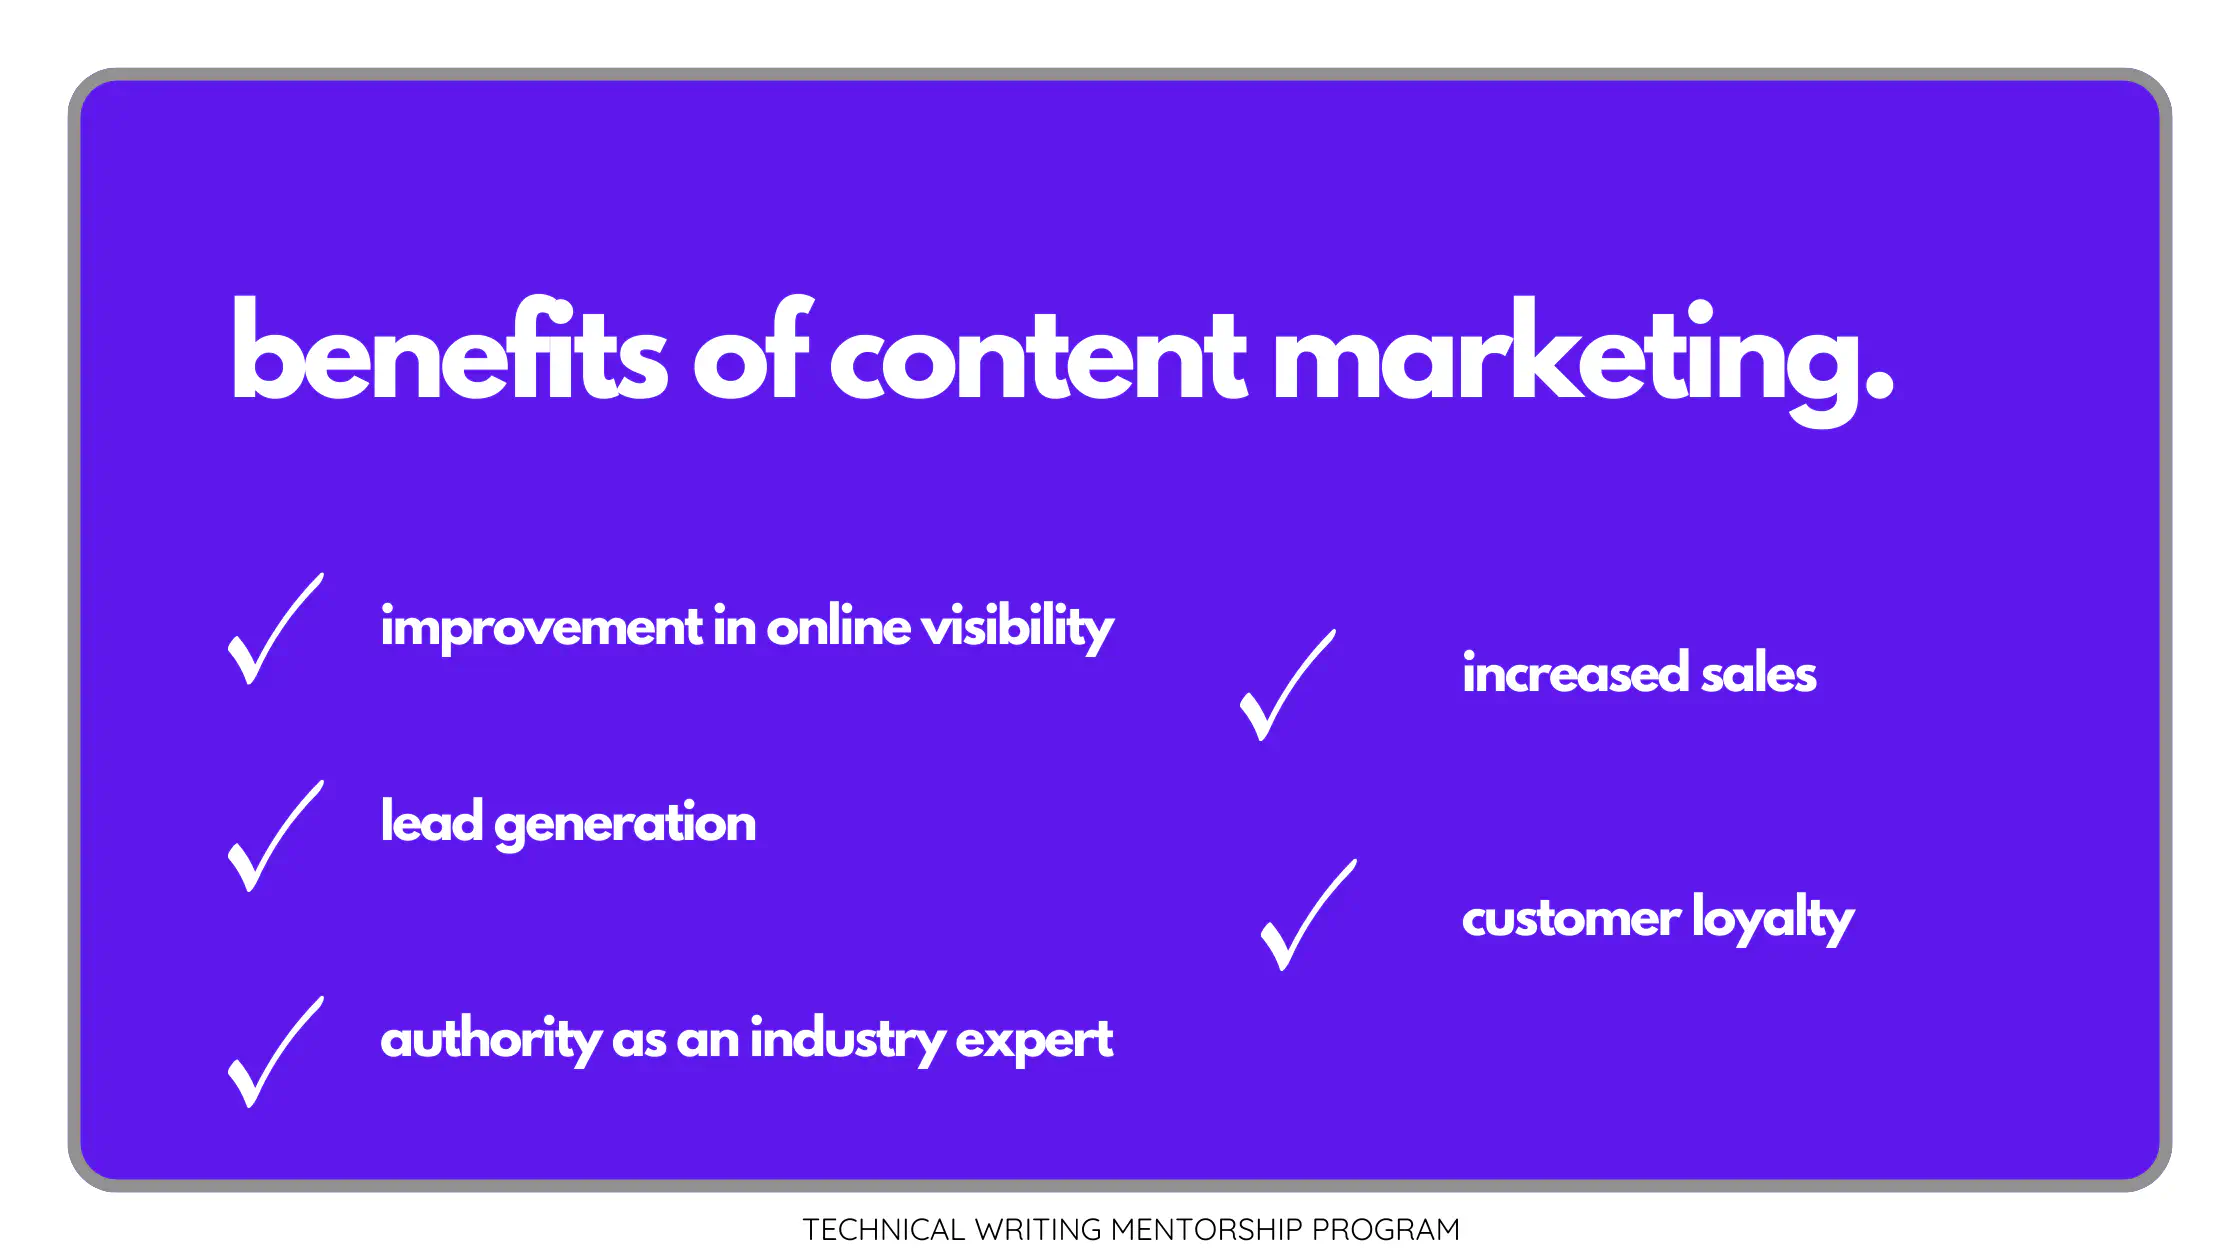 benefits of content marketing.
improvement in online visibility
lead generation
authority as an industry expert
increased sales
customer loyalty
TECHNICAL WRITING MENTORSHIP PROGRAM